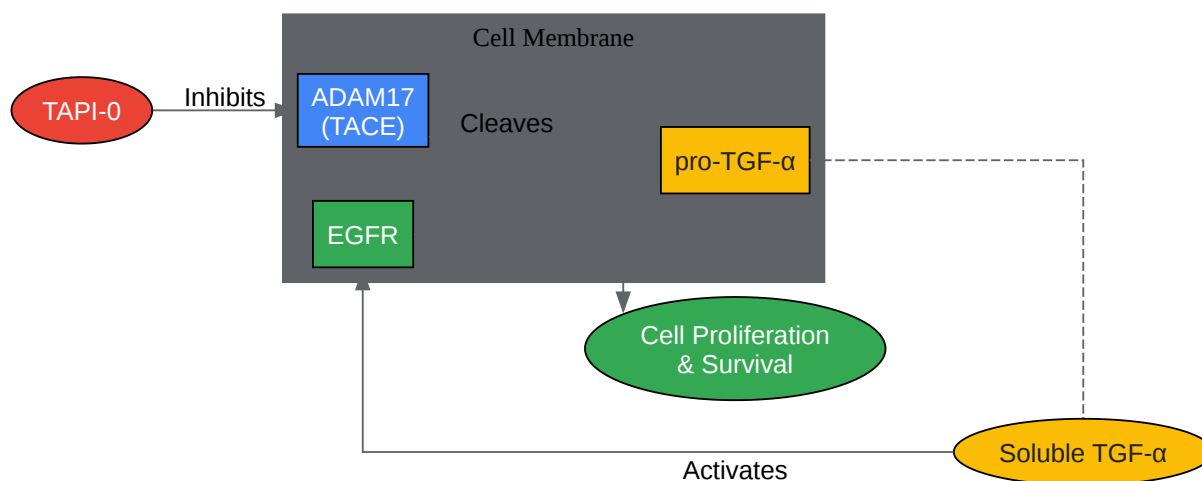 Cell Membrane
TAPI-0
Inhibits
ADAM17
(TACE)
Cleaves
pro-TGF-α
EGFR
Cell Proliferation
& Survival
Soluble TGF-α
Activates